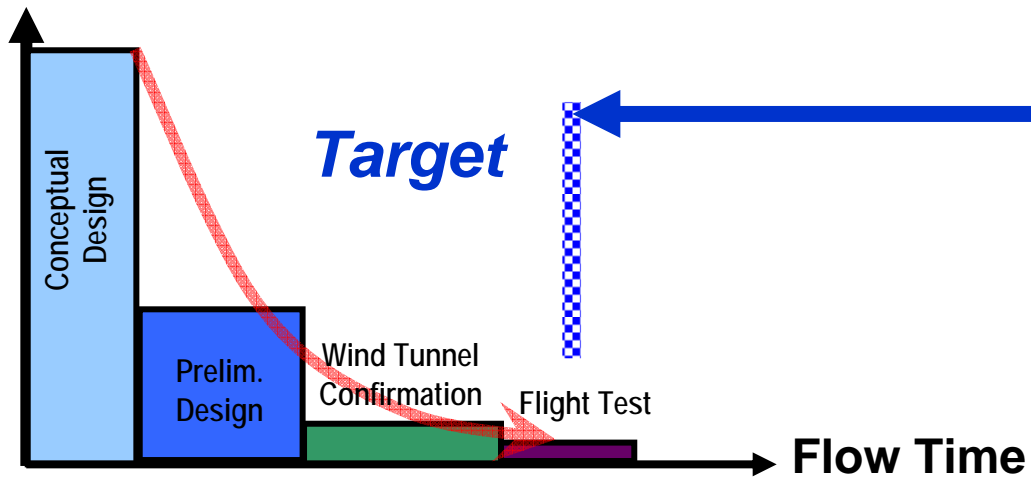 Conceptual
Design
Target
Prelim.
Design
Wind Tunnel
Confirmation
Flight Test
Flow Time